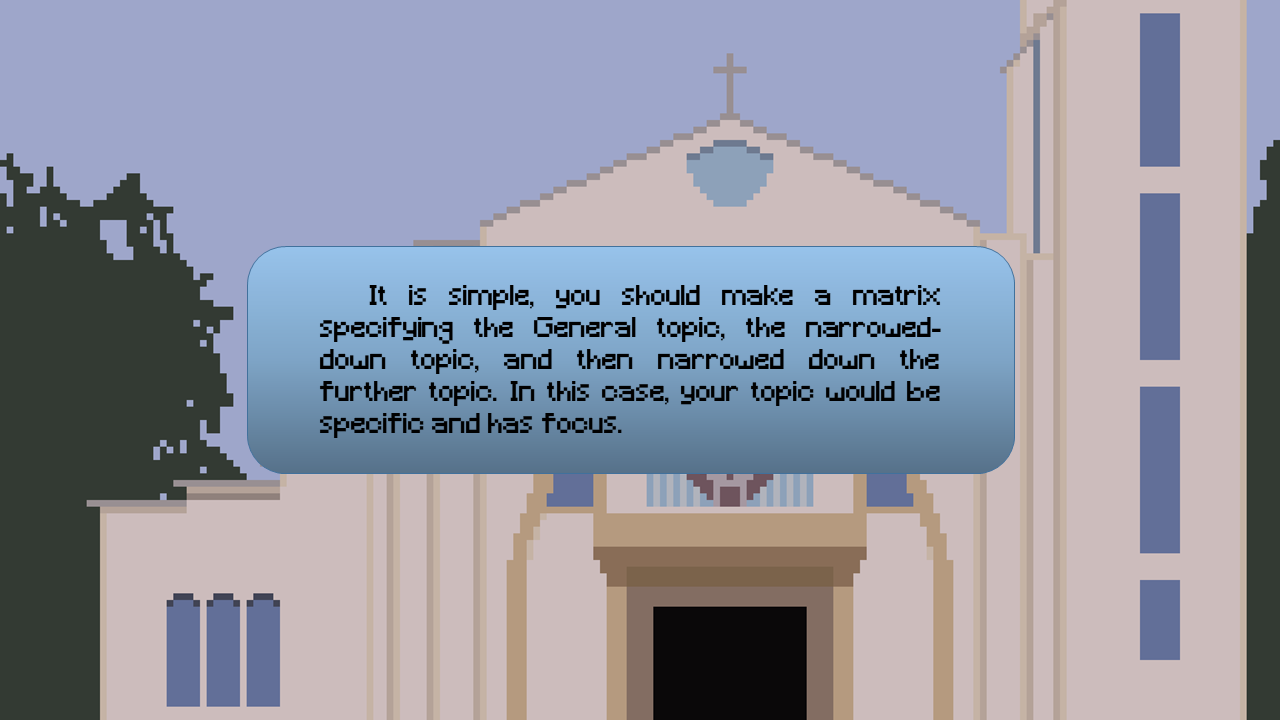 It is simple, you should make a matrix
specifying the General topic, the narrowed-
down topic, and then narrowed down the
further topic. In this case, your topic would be
specific and has focus.